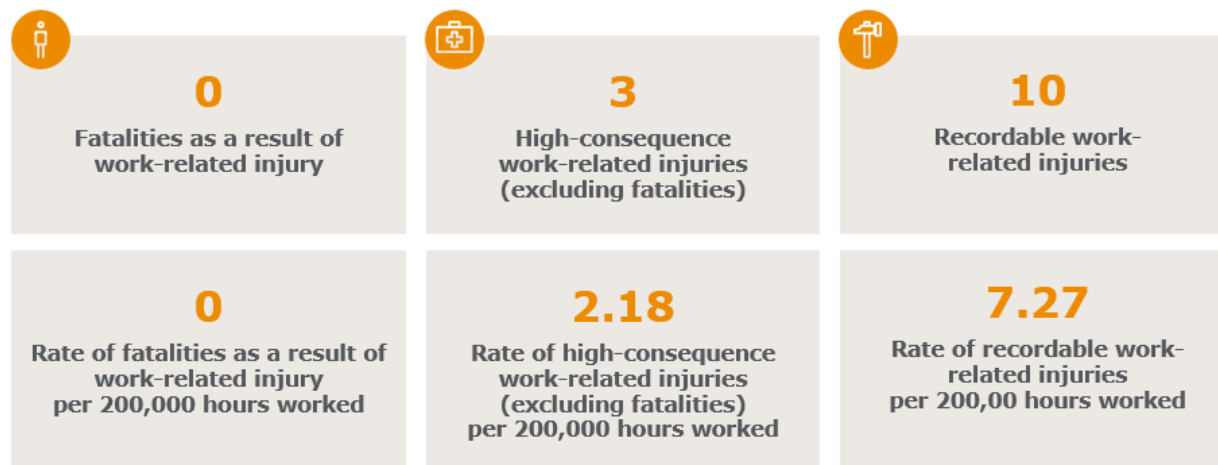 0
Fatalities as a result of
work-related injury
3
High-consequence
work-related injuries
(excluding fatalities)
10
Recordable work-
related injuries
0
Rate of fatalities as a result of
work-related injury
per 200,000 hours worked
2.18
Rate of high-consequence
work-related injuries
(excluding fatalities)
per 200,000 hours worked
7.27
Rate of recordable work-
related injuries
per 200,00 hours worked